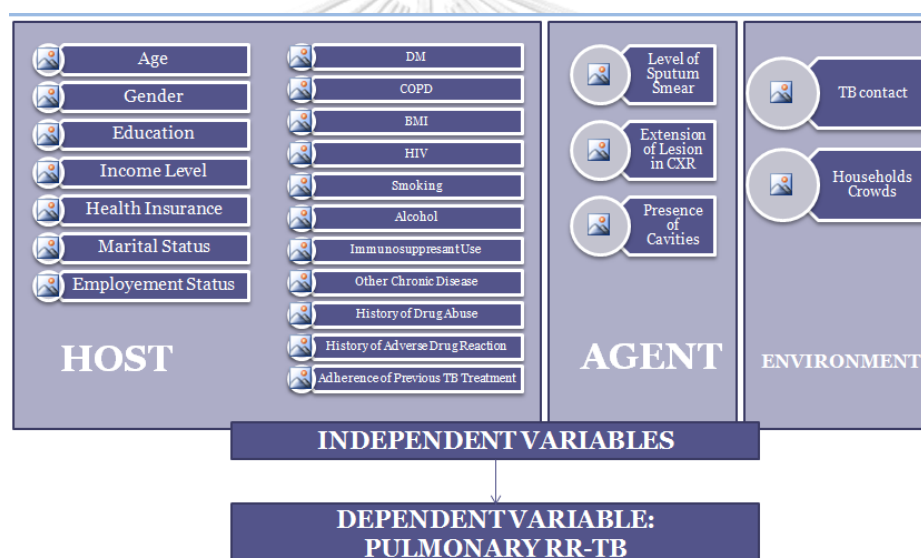 Age
Gender
Education
Income Level
Health Insurance
Marital Status
Employement Status
HOST
DM
COPD
BMI
HIV
Smoking
Alcohol
Immunosuppresant Use
Other Chronic Disease
History of Drug Abuse
History of Adverse Drug Reaction
Adherence of Previous TB Treatment
Level of
Sputum
Smear
Extension
of Lesion
in CXR
Presence
of
Cavities
AGENT
TB contact
Households
Crowds
ENVIRONMENT
INDEPENDENT VARIABLES
DEPENDENT VARIABLE:
PULMONARY RR-TB